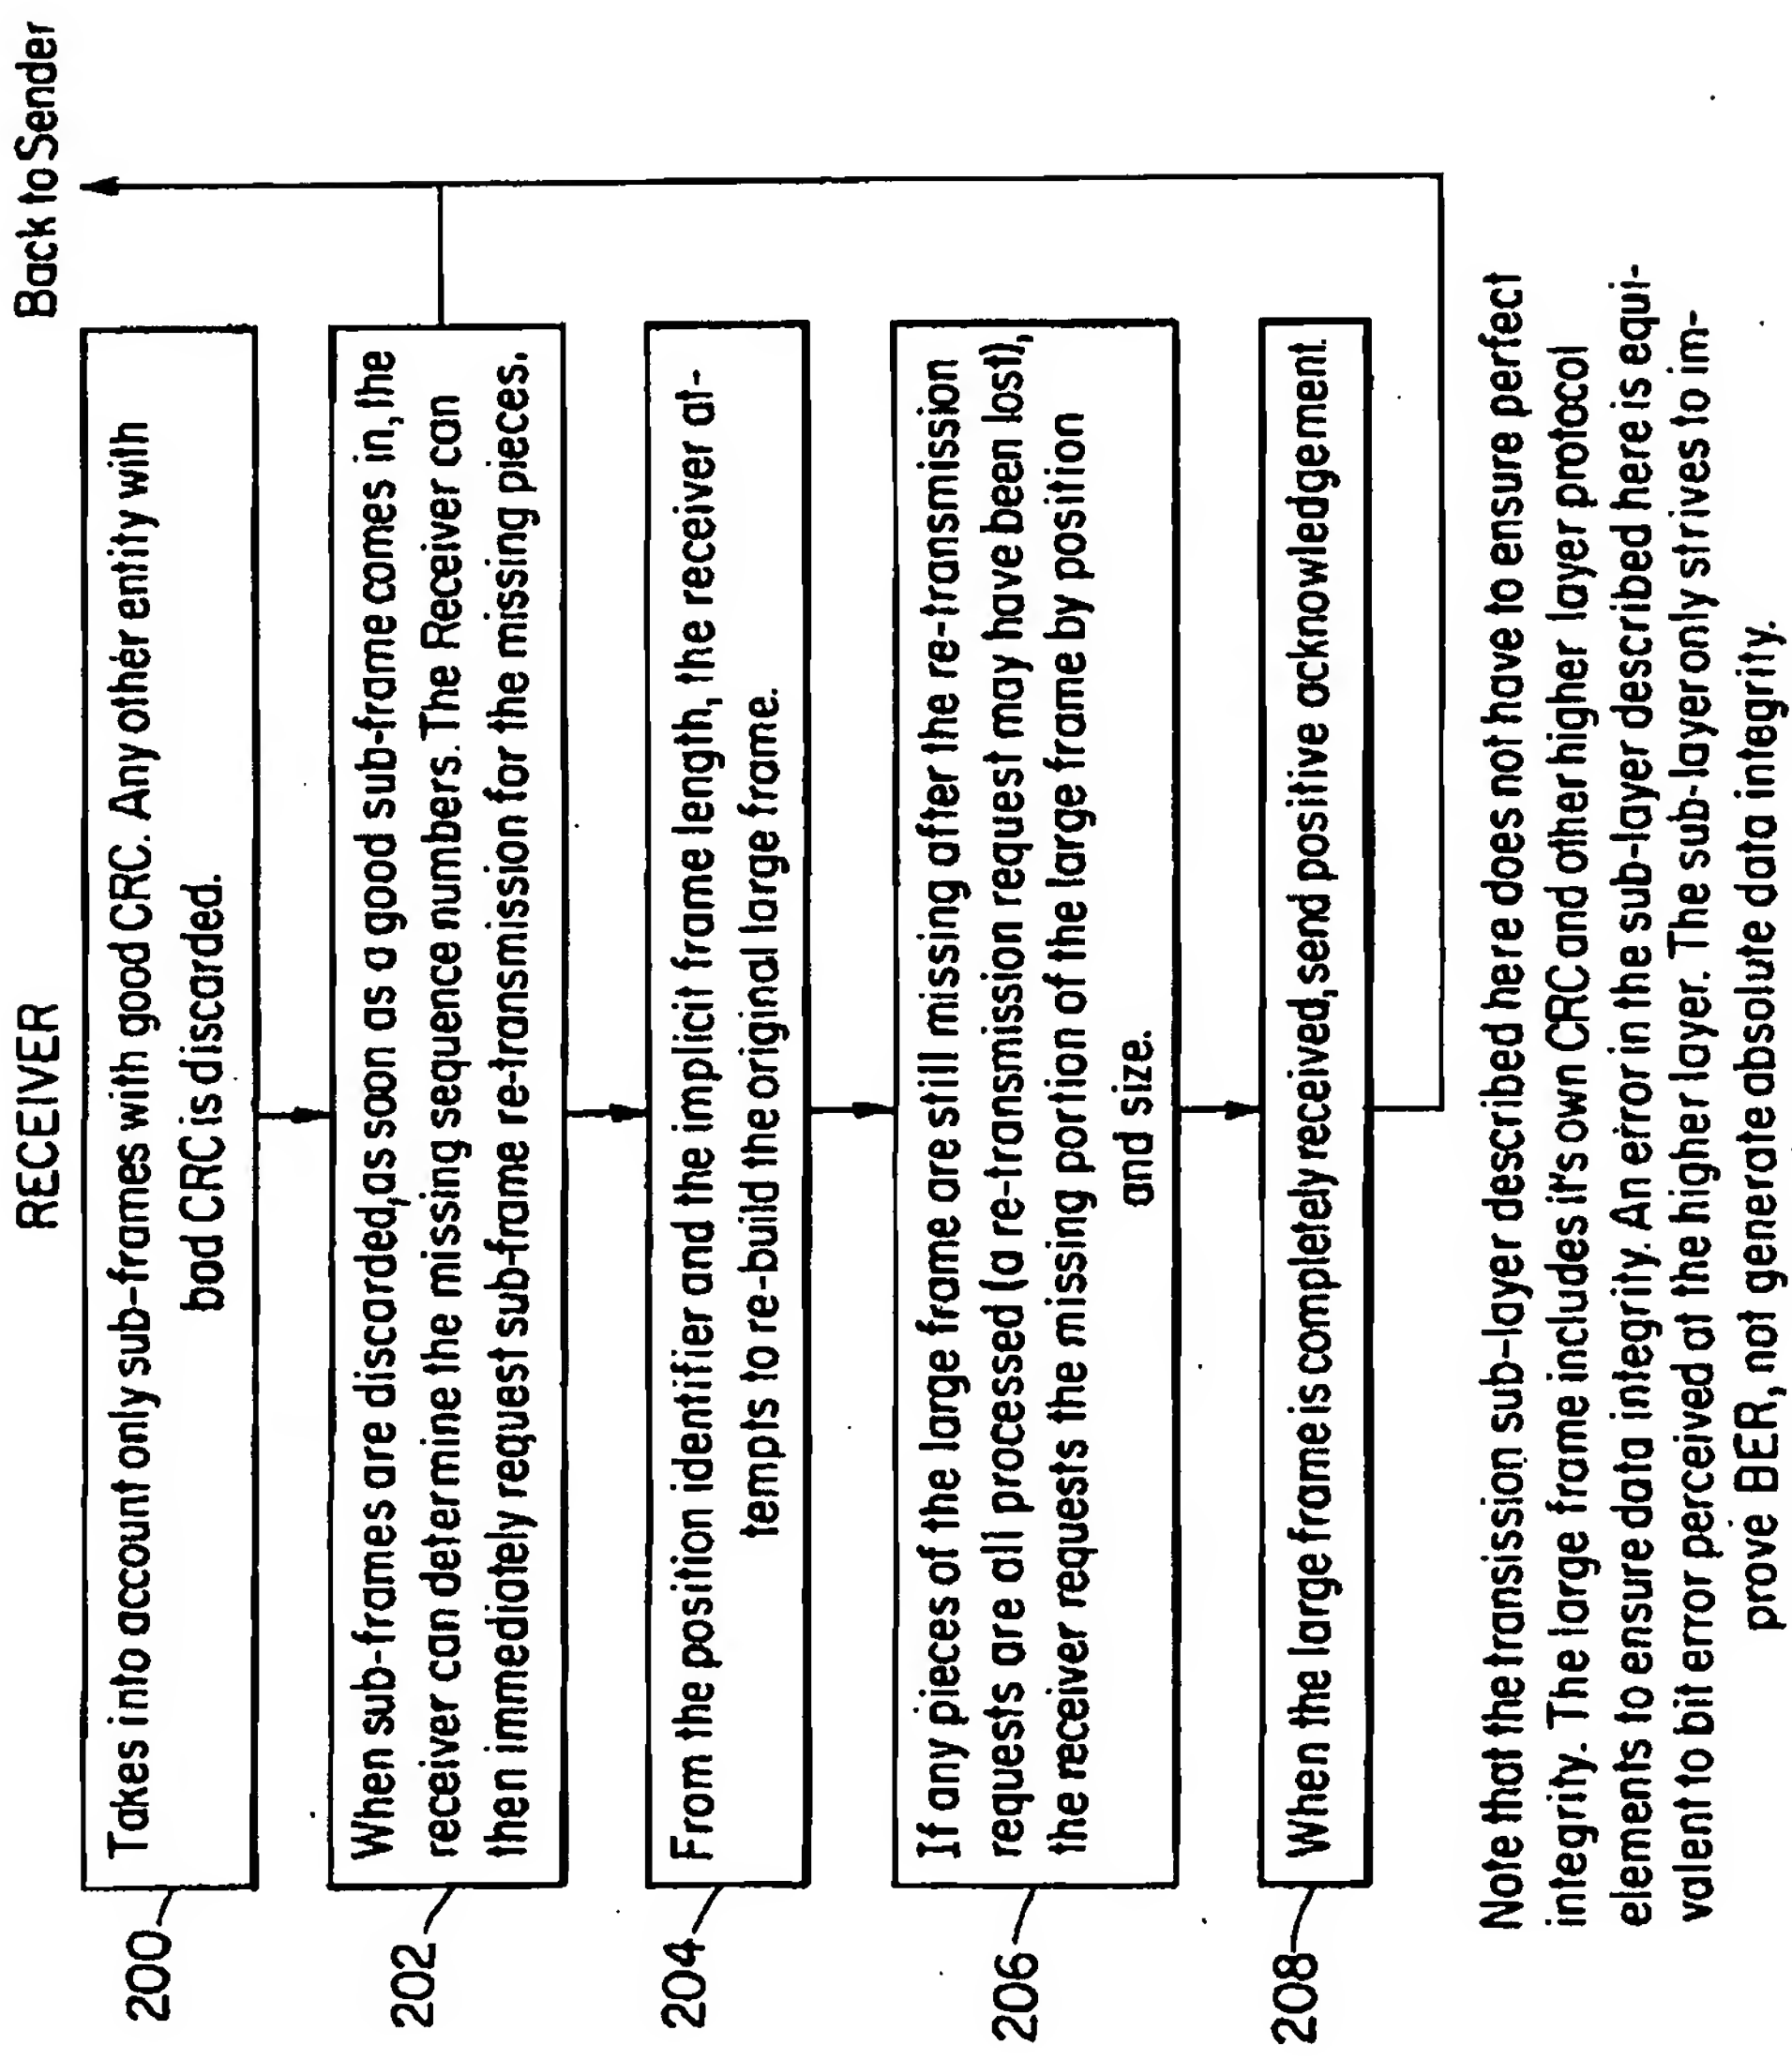 RECEIVER
Back to Sender
200
Takes into account only sub-frames with good CRC. Any other entity with
bad CRC is discarded.
202
When sub-frames are discarded, as soon as a good sub-frame comes in, the
receiver can determine the missing sequence numbers. The Receiver can
then immediately request sub-frame re-transmission for the missing pieces.
204
From the position identifier and the implicit frame length, the receiver at-
tempts to re-build the original large frame.
206
If any pieces of the large frame are still missing after the re-transmission
requests are all processed (a re-transmission request may have been lost),
the receiver requests the missing portion of the large frame by position
and size.
208
When the large frame is completely received, send positive acknowledgement.
Note that the transission sub-layer described here does not have to ensure perfect
integrity. The large frame includes it's own CRC and other higher layer protocol
elements to ensure data integrity. An error in the sub-layer described here is equi-
valent to bit error perceived at the higher layer. The sub-layer only strives to im-
prove BER, not generate absolute data integrity.